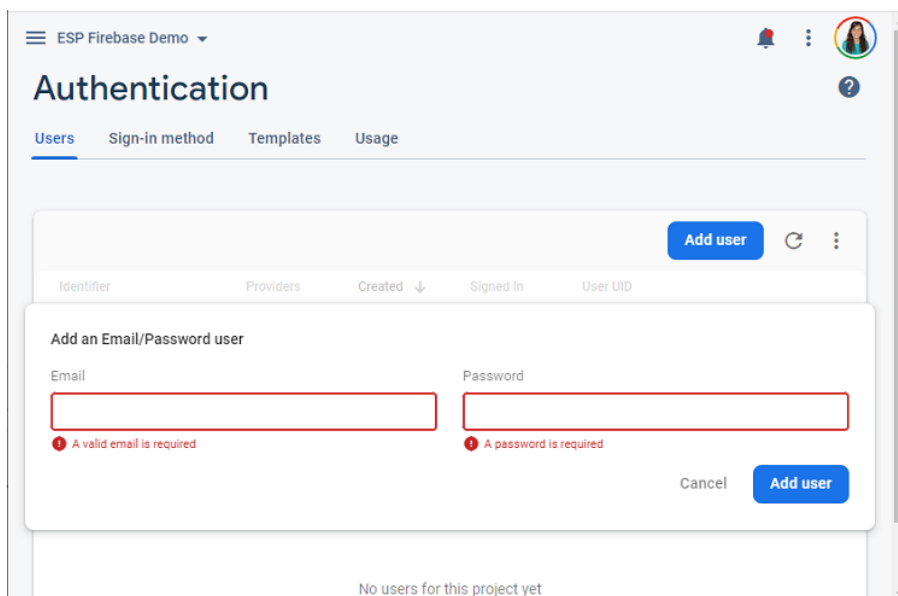 ESP Firebase Demo
Authentication
Users Sign-in method Templates Usage
Add user
Identifier Providers Created Signed In User UID
Add an Email/Password user
Email Password
A valid email is required A password is required
Cancel Add user
No users for this project yet